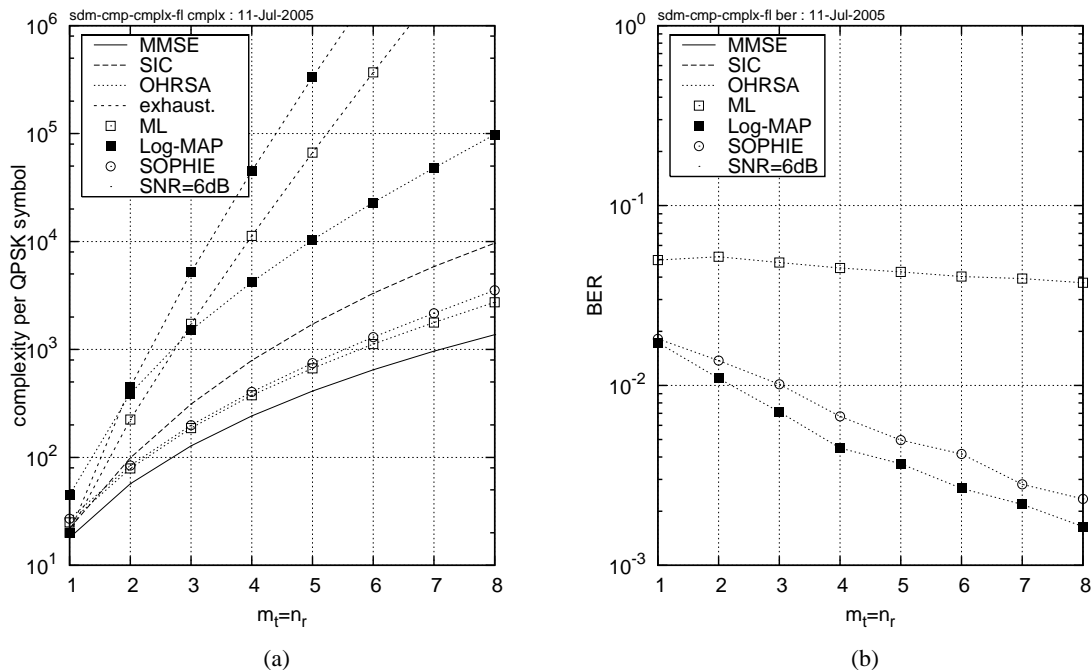 sdm-cmp-cmplx-fl cmplx : 11-Jul-2005
10^6
10^5
10^4
10^3
10^2
10^1
complexity per QPSK symbol
MMSE
SIC
OHRSA
exhaust.
ML
Log-MAP
SOPHIE
SNR=6dB
1 2 3 4 5 6 7 8
m_t=n_r
(a)
sdm-cmp-cmplx-fl ber : 11-Jul-2005
10^0
10^-1
10^-2
10^-3
BER
MMSE
SIC
OHRSA
ML
Log-MAP
SOPHIE
SNR=6dB
1 2 3 4 5 6 7 8
m_t=n_r
(b)